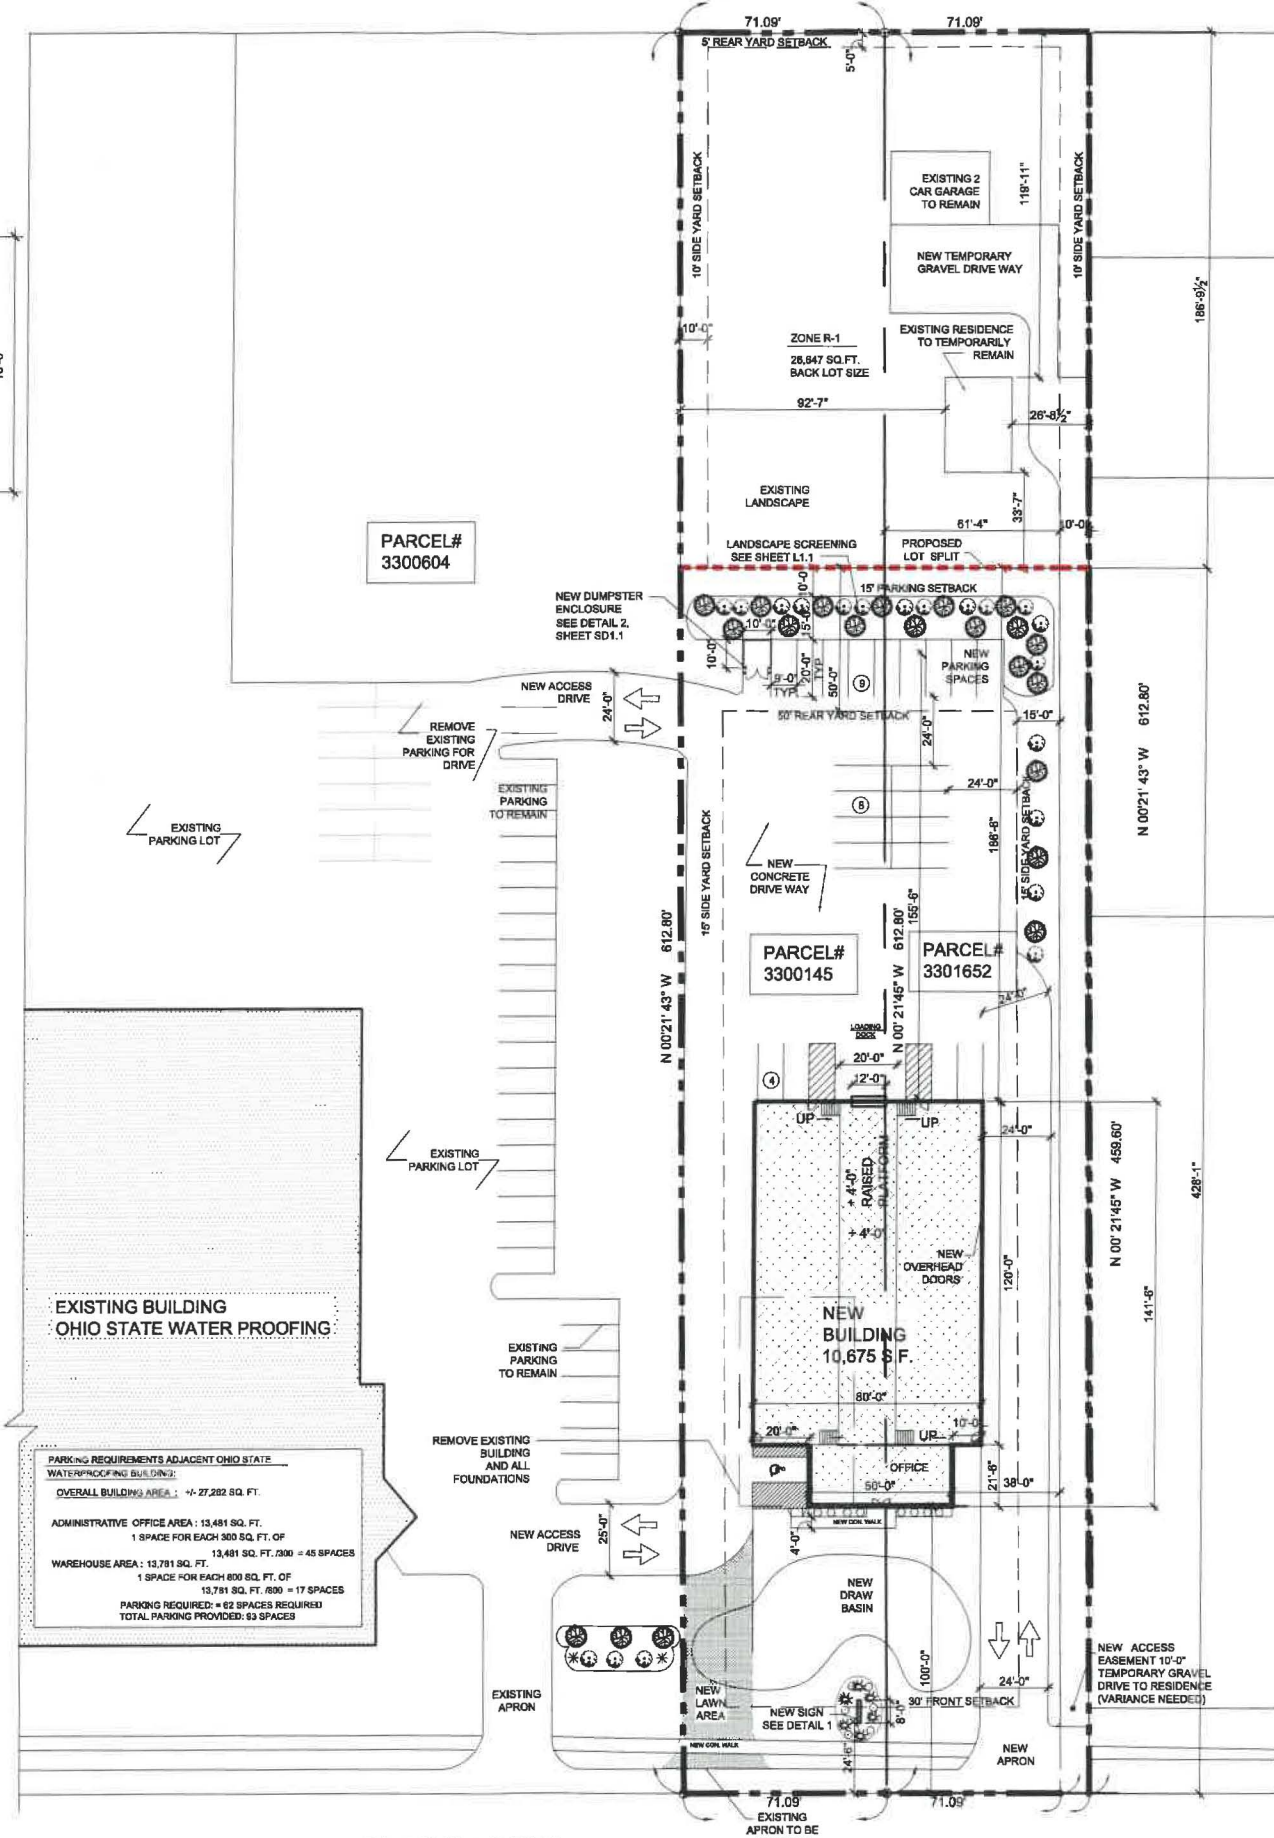 71.09'
71.09'
5' REAR YARD SETBACK
5'-0"
10' SIDE YARD SETBACK
EXISTING 2
CAR GARAGE
TO REMAIN
119'-11"
10' SIDE YARD SETBACK
NEW TEMPORARY
GRAVEL DRIVE WAY
186'-9½"
10'-0"
ZONE R-1
26,647 SQ.FT.
BACK LOT SIZE
EXISTING RESIDENCE
TO TEMPORARILY
REMAIN
92'-7"
26'-8½"
EXISTING
LANDSCAPE
33'-7"
61'-4"
10'-0"
PARCEL#
3300604
LANDSCAPE SCREENING
SEE SHEET L1.1
PROPOSED
LOT SPLIT
15' PARKING SETBACK
10'-0"
NEW DUMPSTER
ENCLOSURE
SEE DETAIL 2,
SHEET SD1.1
10'-0"
15'-0"
10'-0"
9'-0"
TYP.
20'-0"
TYP
50'-0"
9
NEW
PARKING
SPACES
50' REAR YARD SETBACK
15'-0"
NEW ACCESS
DRIVE
24'-0"
24'-0"
REMOVE
EXISTING
PARKING FOR
DRIVE
EXISTING
PARKING
TO REMAIN
24'-0"
8
EXISTING
PARKING LOT
15' SIDE YARD SETBACK
186'-6"
15' SIDE YARD SETBACK
N 00°21' 43" W 612.80'
NEW
CONCRETE
DRIVE WAY
155'-6"
N 00°21' 43" W 612.80'
PARCEL#
3300145
N 00° 21'45" W 612.80'
PARCEL#
3301652
24'-0"
LOADING
DOCK
20'-0"
12'-0"
4
UP
UP
24'-0"
EXISTING
PARKING LOT
+ 4'-0"
RAISED
PLATFORM
+ 4'-0"
NEW
OVERHEAD
DOORS
120'-0"
141'-6"
N 00° 21'45" W 459.60'
428'-1"
EXISTING BUILDING
OHIO STATE WATER PROOFING
NEW
BUILDING
10,675 S.F.
EXISTING
PARKING
TO REMAIN
80'-0"
20'-0"
10'-0"
UP
REMOVE EXISTING
BUILDING
AND ALL
FOUNDATIONS
OFFICE
50'-0"
21'-6"
38'-0"
PARKING REQUIREMENTS ADJACENT OHIO STATE
WATERPROOFING BUILDING:
OVERALL BUILDING AREA : +/- 27,262 SQ. FT.
ADMINISTRATIVE OFFICE AREA : 13,481 SQ. FT.
1 SPACE FOR EACH 300 SQ. FT. OF
13,481 SQ. FT. /300 = 45 SPACES
WAREHOUSE AREA : 13,781 SQ. FT.
1 SPACE FOR EACH 800 SQ. FT. OF
13,781 SQ. FT. /800 = 17 SPACES
PARKING REQUIRED: = 62 SPACES REQUIRED
TOTAL PARKING PROVIDED: 93 SPACES
NEW CON. WALK
4'-0"
NEW ACCESS
DRIVE
25'-0"
NEW
DRAW
BASIN
100'-0"
24'-0"
NEW ACCESS
EASEMENT 10'-0"
TEMPORARY GRAVEL
DRIVE TO RESIDENCE
(VARIANCE NEEDED)
EXISTING
APRON
NEW
LAWN
AREA
NEW SIGN
SEE DETAIL 1
8'-0"
30' FRONT SETBACK
NEW CON. WALK
24'-6"
NEW
APRON
71.09'
71.09'
EXISTING
APRON TO BE